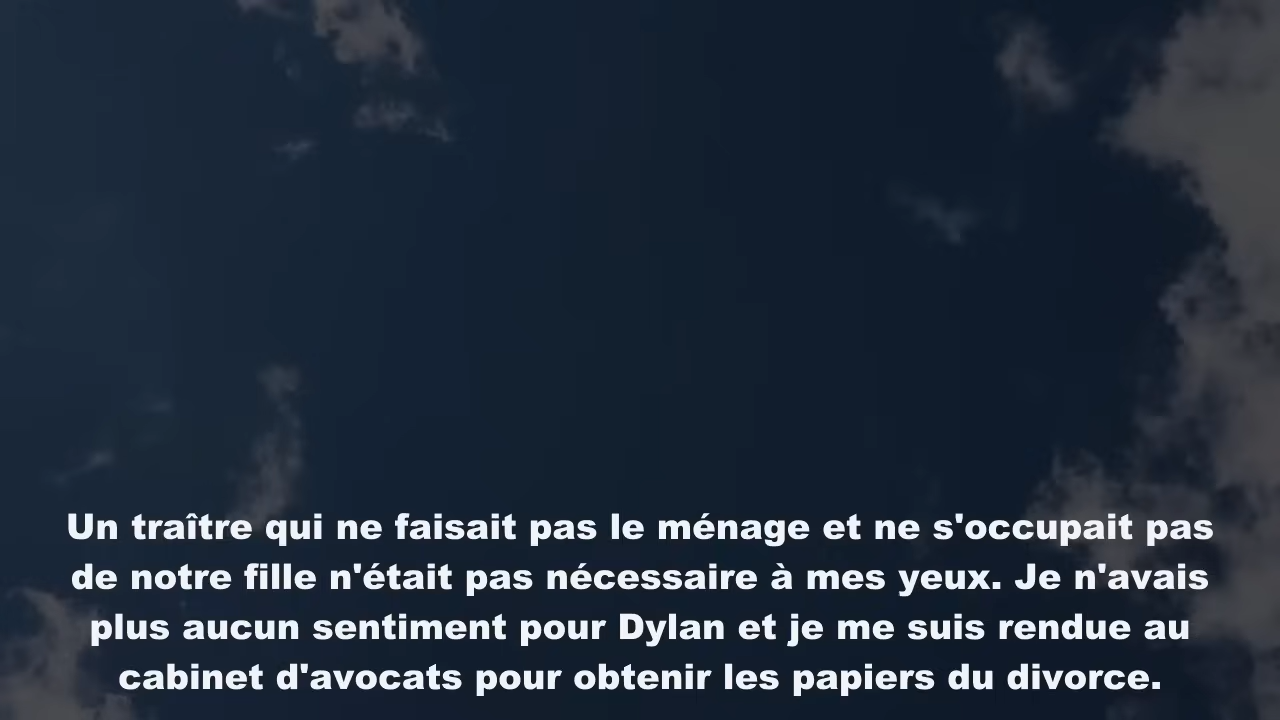 Un traître qui ne faisait pas le ménage et ne s'occupait pas
de notre fille n'était pas nécessaire à mes yeux. Je n'avais
plus aucun sentiment pour Dylan et je me suis rendue au
cabinet d'avocats pour obtenir les papiers du divorce.